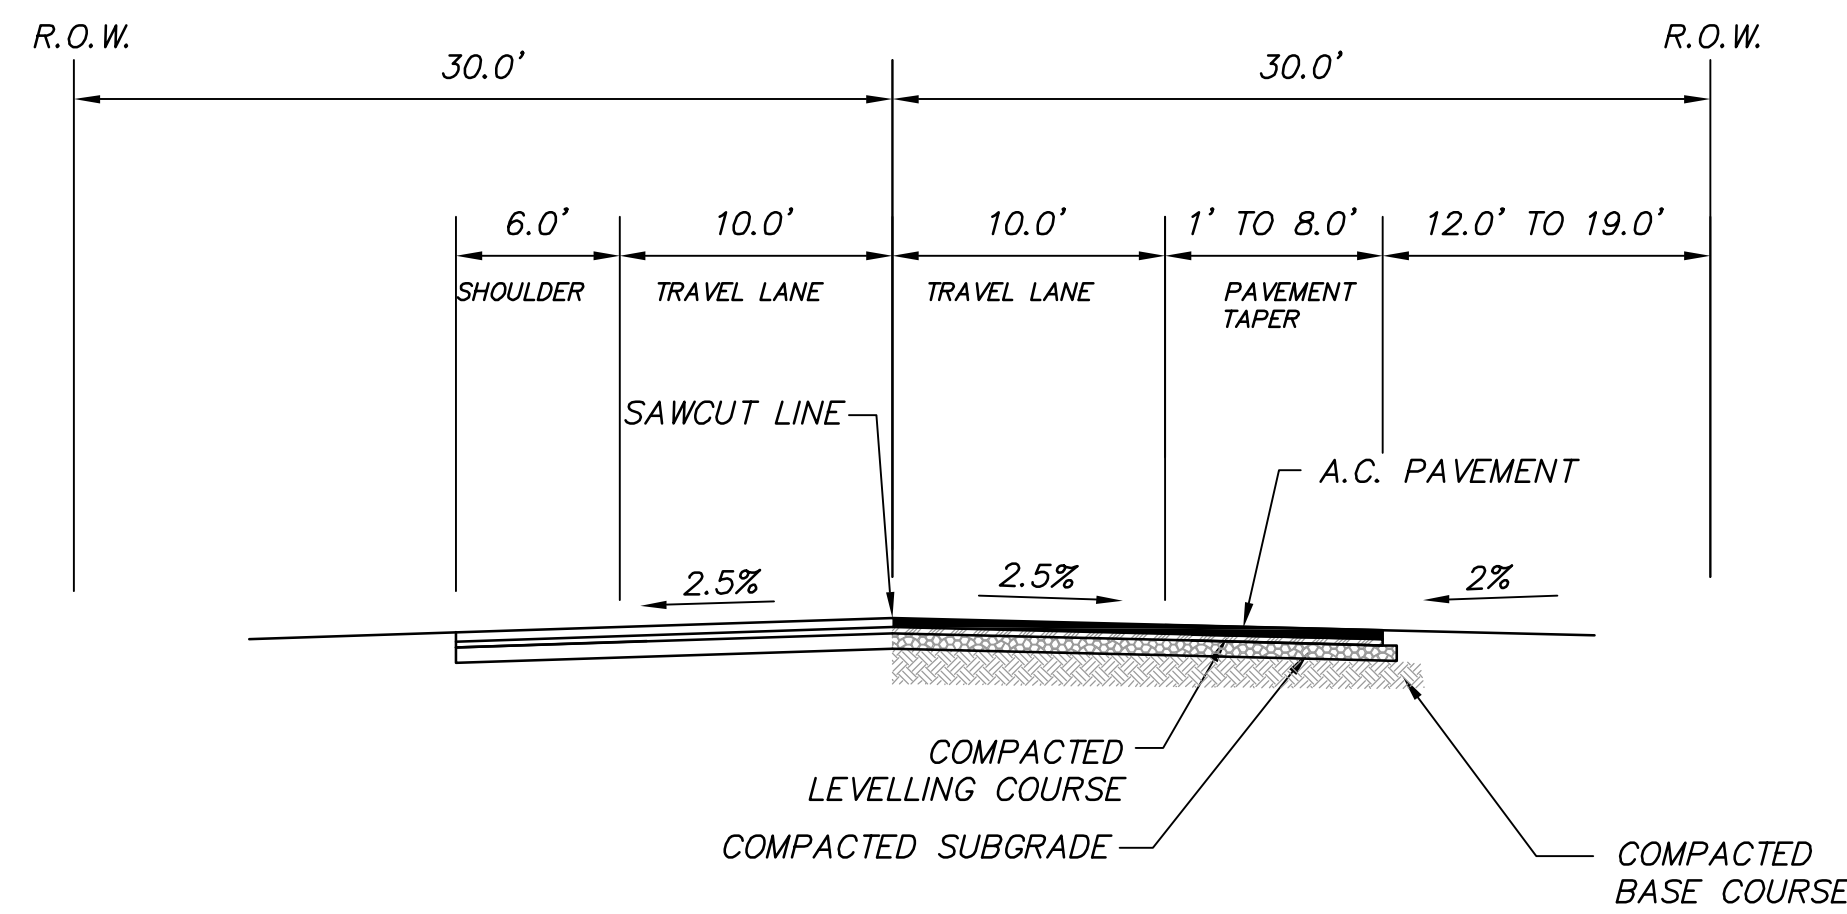 R.O.W.
R.O.W.
30.0'
30.0'
6.0'
10.0'
10.0'
1' TO 8.0'
12.0' TO 19.0'
SHOULDER
TRAVEL LANE
TRAVEL LANE
PAVEMENT
TAPER
SAWCUT LINE
A.C. PAVEMENT
2.5%
2.5%
2%
COMPACTED
LEVELLING COURSE
COMPACTED SUBGRADE
COMPACTED
BASE COURSE